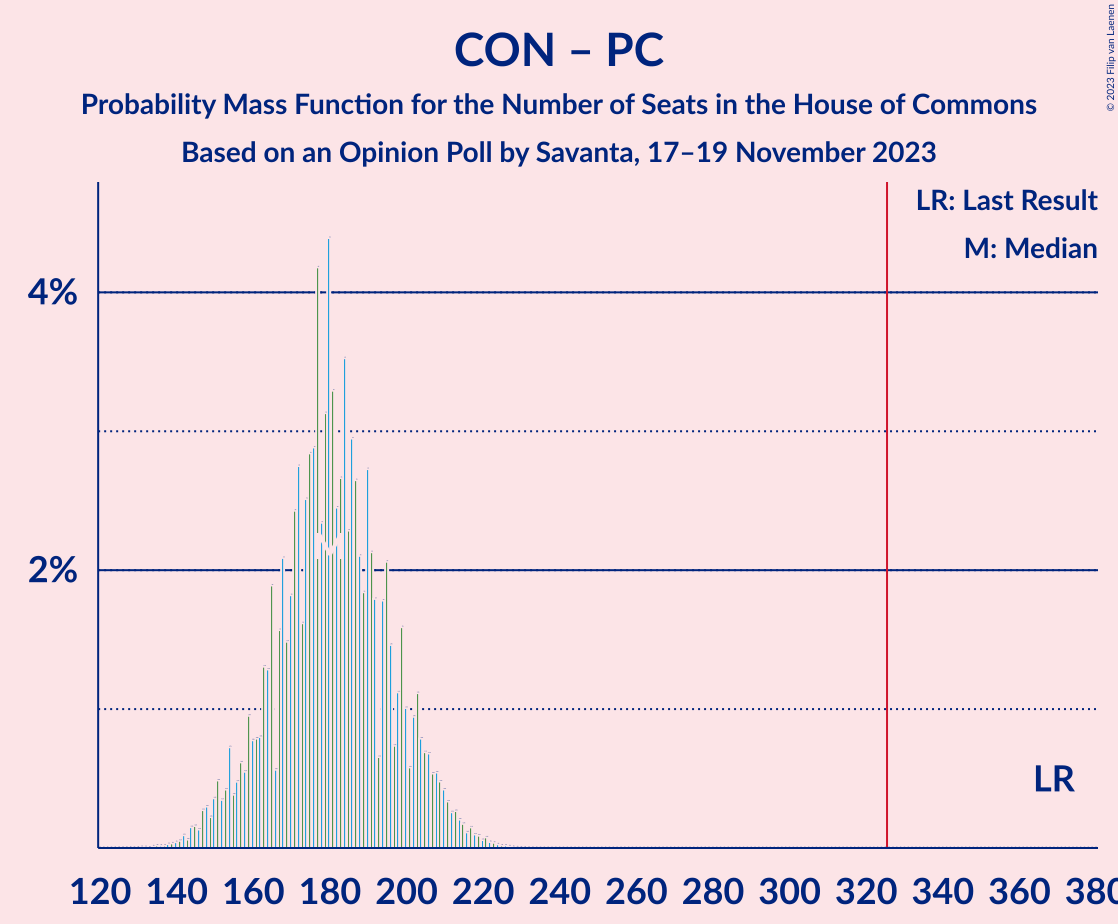 CON – PC
Probability Mass Function for the Number of Seats in the House of Commons
Based on an Opinion Poll by Savanta, 17–19 November 2023
© 2023 Filip van Laenen
LR: Last Result
M: Median
4%
2%
LR
120 140 160 180 200 220 240 260 280 300 320 340 360 380